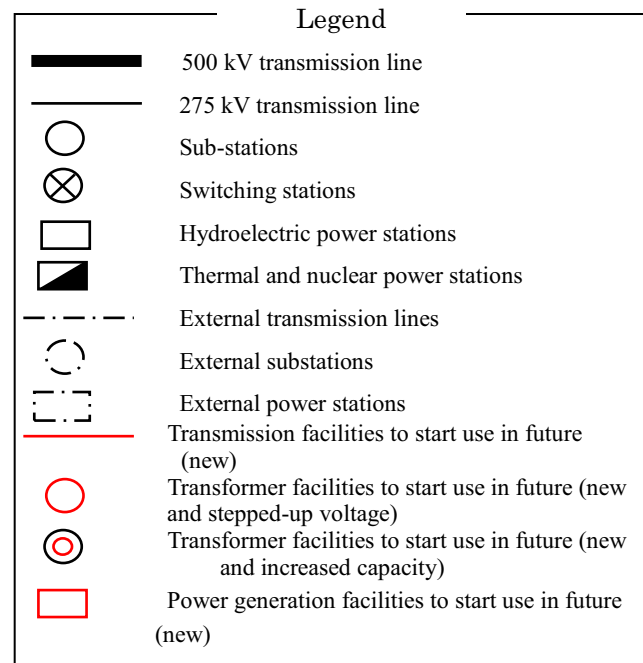 Legend
500 kV transmission line
275 kV transmission line
Sub-stations
Switching stations
Hydroelectric power stations
Thermal and nuclear power stations
External transmission lines
External substations
External power stations
Transmission facilities to start use in future
(new)
Transformer facilities to start use in future (new
and stepped-up voltage)
Transformer facilities to start use in future (new
and increased capacity)
Power generation facilities to start use in future
(new)